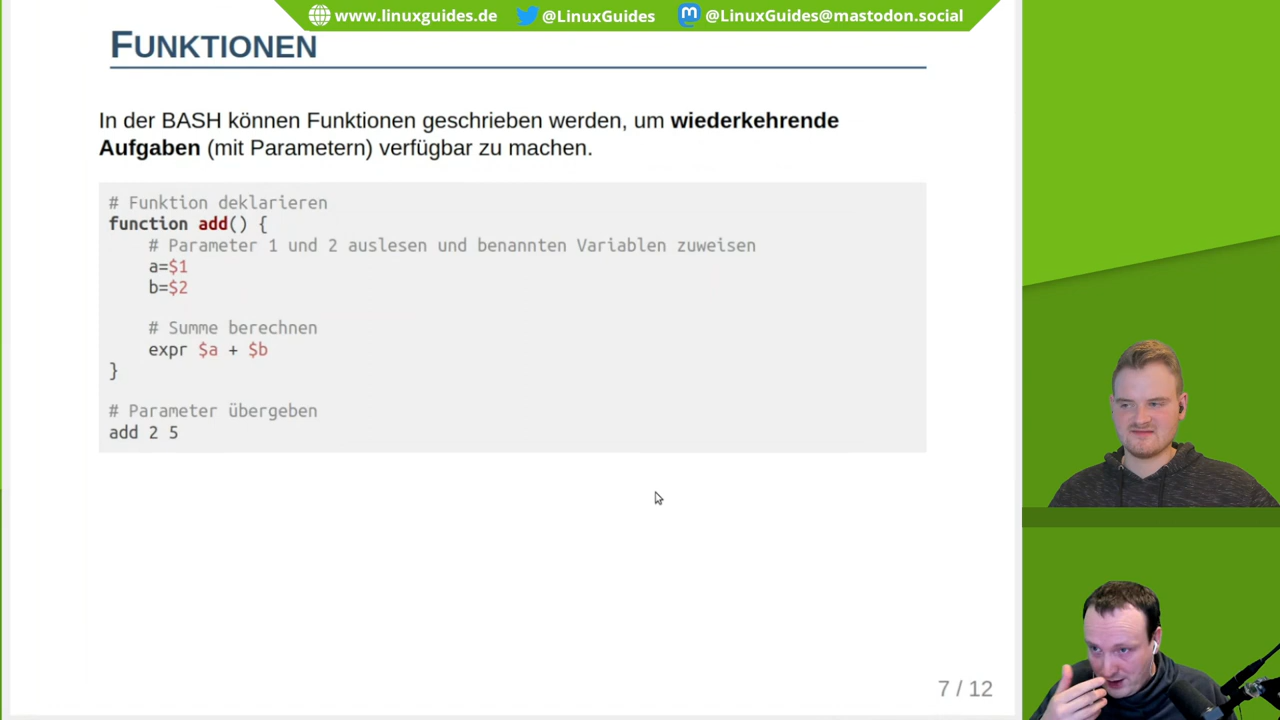 www.linuxguides.de @LinuxGuides @LinuxGuides@mastodon.social
FUNKTIONEN
In der BASH können Funktionen geschrieben werden, um wiederkehrende
Aufgaben (mit Parametern) verfügbar zu machen.
# Funktion deklarieren
function add() {
# Parameter 1 und 2 auslesen und benannten Variablen zuweisen
a=$1
b=$2
# Summe berechnen
expr $a + $b
}
# Parameter übergeben
add 2 5
7 / 12